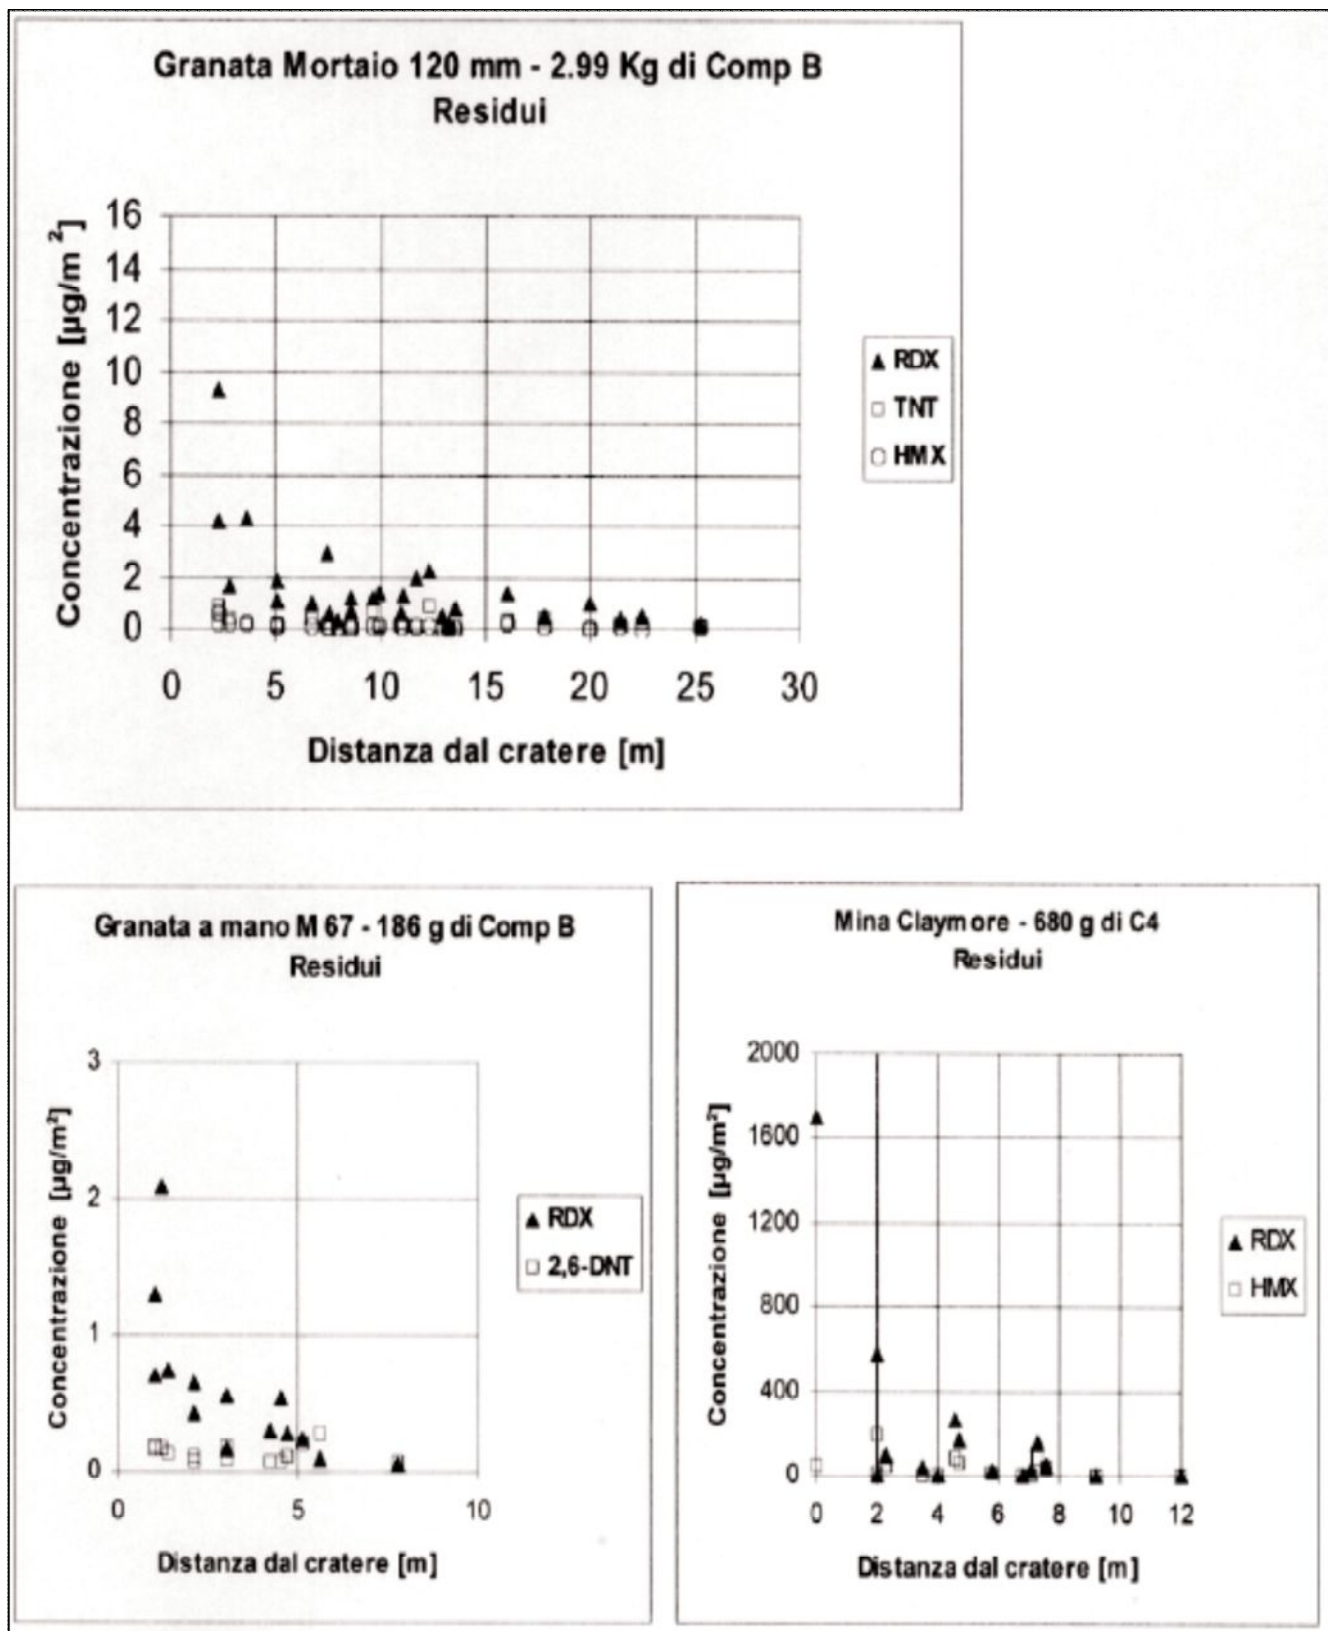 Granata Mortaio 120 mm - 2.99 Kg di Comp B
Residui
16
14
12
10
8
6
4
2
0
Concentrazione [µg/m ²]
0 5 10 15 20 25 30
Distanza dal cratere [m]
RDX
TNT
HMX
Granata a mano M 67 - 186 g di Comp B
Residui
3
2
1
0
Concentrazione [µg/m²]
0 5 10
Distanza dal cratere [m]
RDX
2,6-DNT
Mina Claymore - 680 g di C4
Residui
2000
1600
1200
800
400
0
Concentrazione [µg/m²]
0 2 4 6 8 10 12
Distanza dal cratere [m]
RDX
HMX